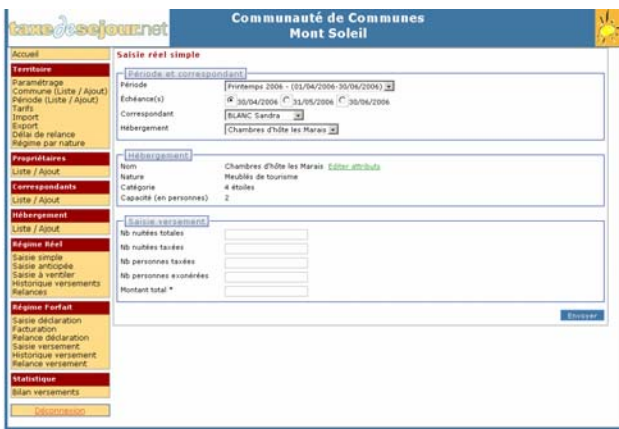 taxedesejour.net
Communauté de Communes
Mont Soleil
Accueil
Territoire
Paramétrage
Commune (Liste / Ajout)
Période (Liste / Ajout)
Tarifs
Import
Export
Délai de relance
Régime par nature
Propriétaires
Liste / Ajout
Correspondants
Liste / Ajout
Hébergement
Liste / Ajout
Régime Réel
Saisie simple
Saisie anticipée
Saisie à ventiler
Historique versements
Relances
Régime Forfait
Saisie déclaration
Facturation
Relance déclaration
Saisie versement
Historique versement
Relance versement
Statistique
Bilan versements
Déconnexion
Saisie réel simple
Période et correspondant
Période Printemps 2006 - (01/04/2006-30/06/2006)
Échéance(s) 30/04/2006 31/05/2006 30/06/2006
Correspondant BLANC Sandra
Hébergement Chambres d'hôte les Marais
Hébergement
Nom Chambres d'hôte les Marais Editer attributs
Nature Meublés de tourisme
Catégorie 4 étoiles
Capacité (en personnes) 2
Saisie versement
Nb nuitées totales
Nb nuitées taxées
Nb personnes taxées
Nb personnes exonérées
Montant total *
Envoyer